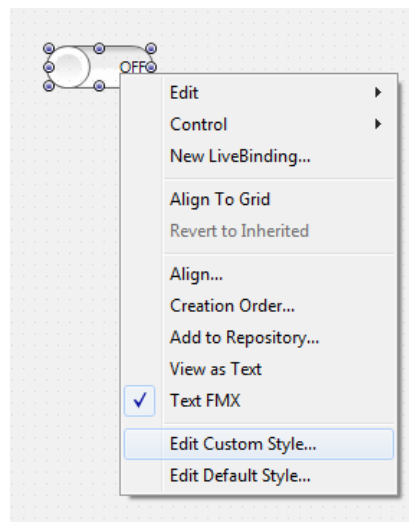 OFF
Edit
Control
New LiveBinding...
Align To Grid
Revert to Inherited
Align...
Creation Order...
Add to Repository...
View as Text
Text FMX
Edit Custom Style...
Edit Default Style...